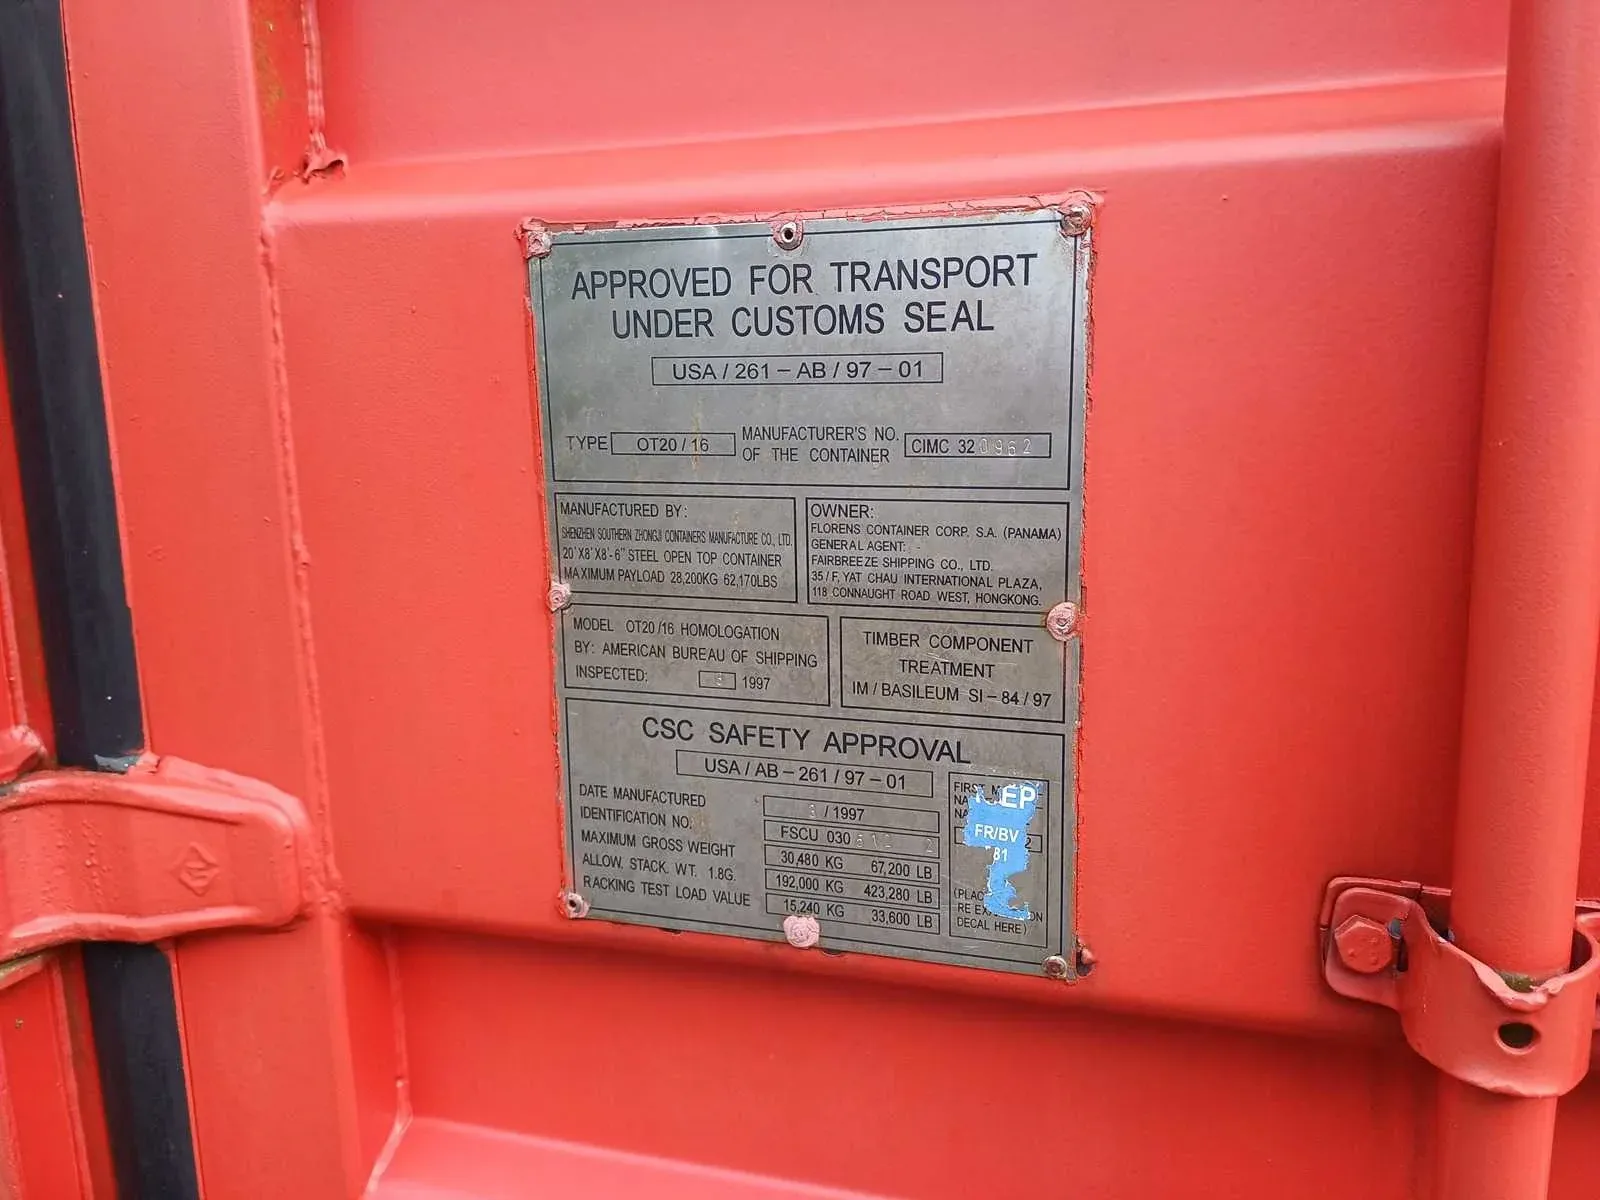 APPROVED FOR TRANSPORT
UNDER CUSTOMS SEAL
USA / 261 – AB / 97 – 01
TYPE OT20 / 16 MANUFACTURER'S NO. OF THE CONTAINER CIMC 320962
MANUFACTURED BY:
SHENZHEN SOUTHERN ZHONGJI CONTAINERS MANUFACTURE CO., LTD.
20'X8'X8'-6" STEEL OPEN TOP CONTAINER
MAXIMUM PAYLOAD 28,200KG 62,170LBS
OWNER:
FLORENS CONTAINER CORP. S.A. (PANAMA)
GENERAL AGENT:
FAIRBREEZE SHIPPING CO., LTD.
35/F, YAT CHAU INTERNATIONAL PLAZA,
118 CONNAUGHT ROAD WEST, HONGKONG.
MODEL OT20/16 HOMOLOGATION
BY: AMERICAN BUREAU OF SHIPPING
INSPECTED: 1997
TIMBER COMPONENT
TREATMENT
IM / BASILEUM SI – 84 / 97
CSC SAFETY APPROVAL
USA / AB – 261 / 97 – 01
DATE MANUFACTURED / 1997
IDENTIFICATION NO. FSCU 030
MAXIMUM GROSS WEIGHT 30,480 KG 67,200 LB
ALLOW. STACK. WT. 1.8G. 192,000 KG 423,280 LB
RACKING TEST LOAD VALUE 15,240 KG 33,600 LB
FIRST
FR/BV
RE
DECAL HERE)